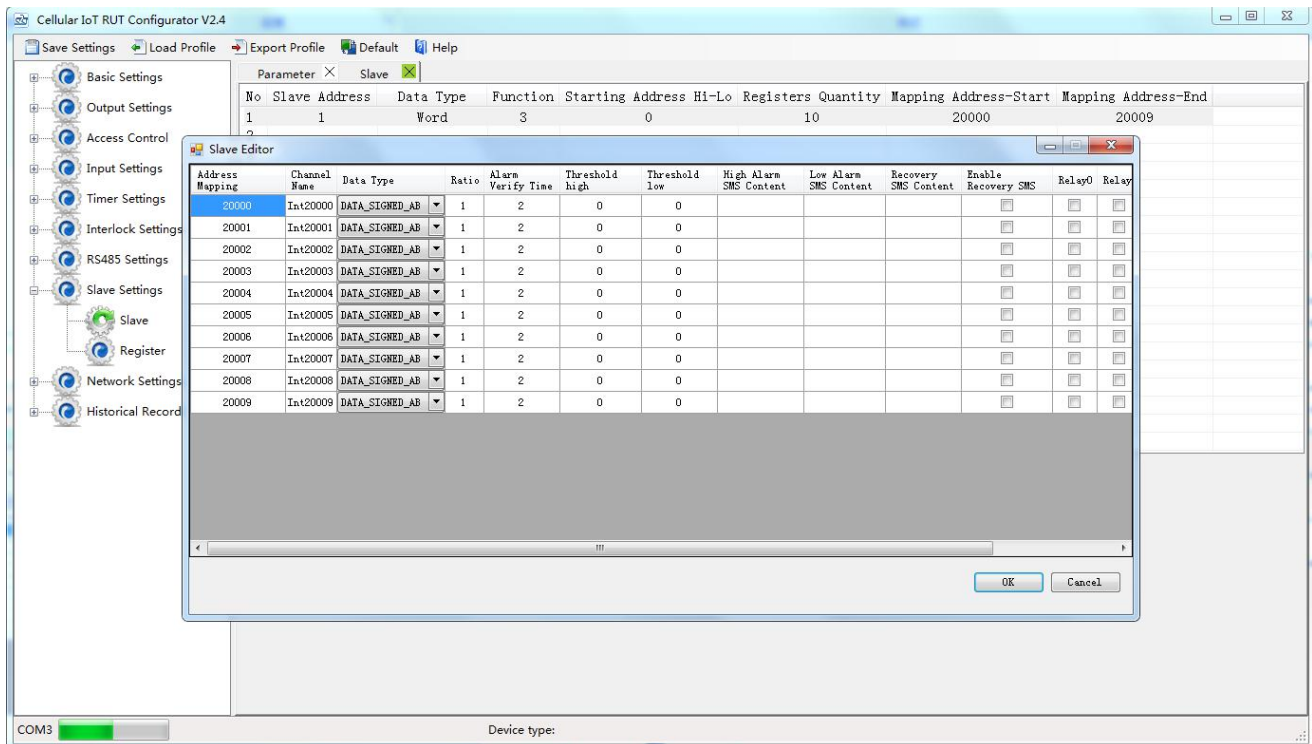 Cellular IoT RUT Configurator V2.4
Save Settings Load Profile Export Profile Default Help
Basic Settings
Output Settings
Access Control
Input Settings
Timer Settings
Interlock Settings
RS485 Settings
Slave Settings
Slave
Register
Network Settings
Historical Record
Parameter Slave
No Slave Address Data Type Function Starting Address Hi-Lo Registers Quantity Mapping Address-Start Mapping Address-End
1 1 Word 3 0 10 20000 20009
Slave Editor
Address Mapping Channel Name Data Type Ratio Alarm Verify Time Threshold high Threshold low High Alarm SMS Content Low Alarm SMS Content Recovery SMS Content Enable Recovery SMS Relay0 Relay
20000 Int20000 DATA_SIGNED_AB 1 2 0 0
20001 Int20001 DATA_SIGNED_AB 1 2 0 0
20002 Int20002 DATA_SIGNED_AB 1 2 0 0
20003 Int20003 DATA_SIGNED_AB 1 2 0 0
20004 Int20004 DATA_SIGNED_AB 1 2 0 0
20005 Int20005 DATA_SIGNED_AB 1 2 0 0
20006 Int20006 DATA_SIGNED_AB 1 2 0 0
20007 Int20007 DATA_SIGNED_AB 1 2 0 0
20008 Int20008 DATA_SIGNED_AB 1 2 0 0
20009 Int20009 DATA_SIGNED_AB 1 2 0 0
OK Cancel
COM3 Device type: